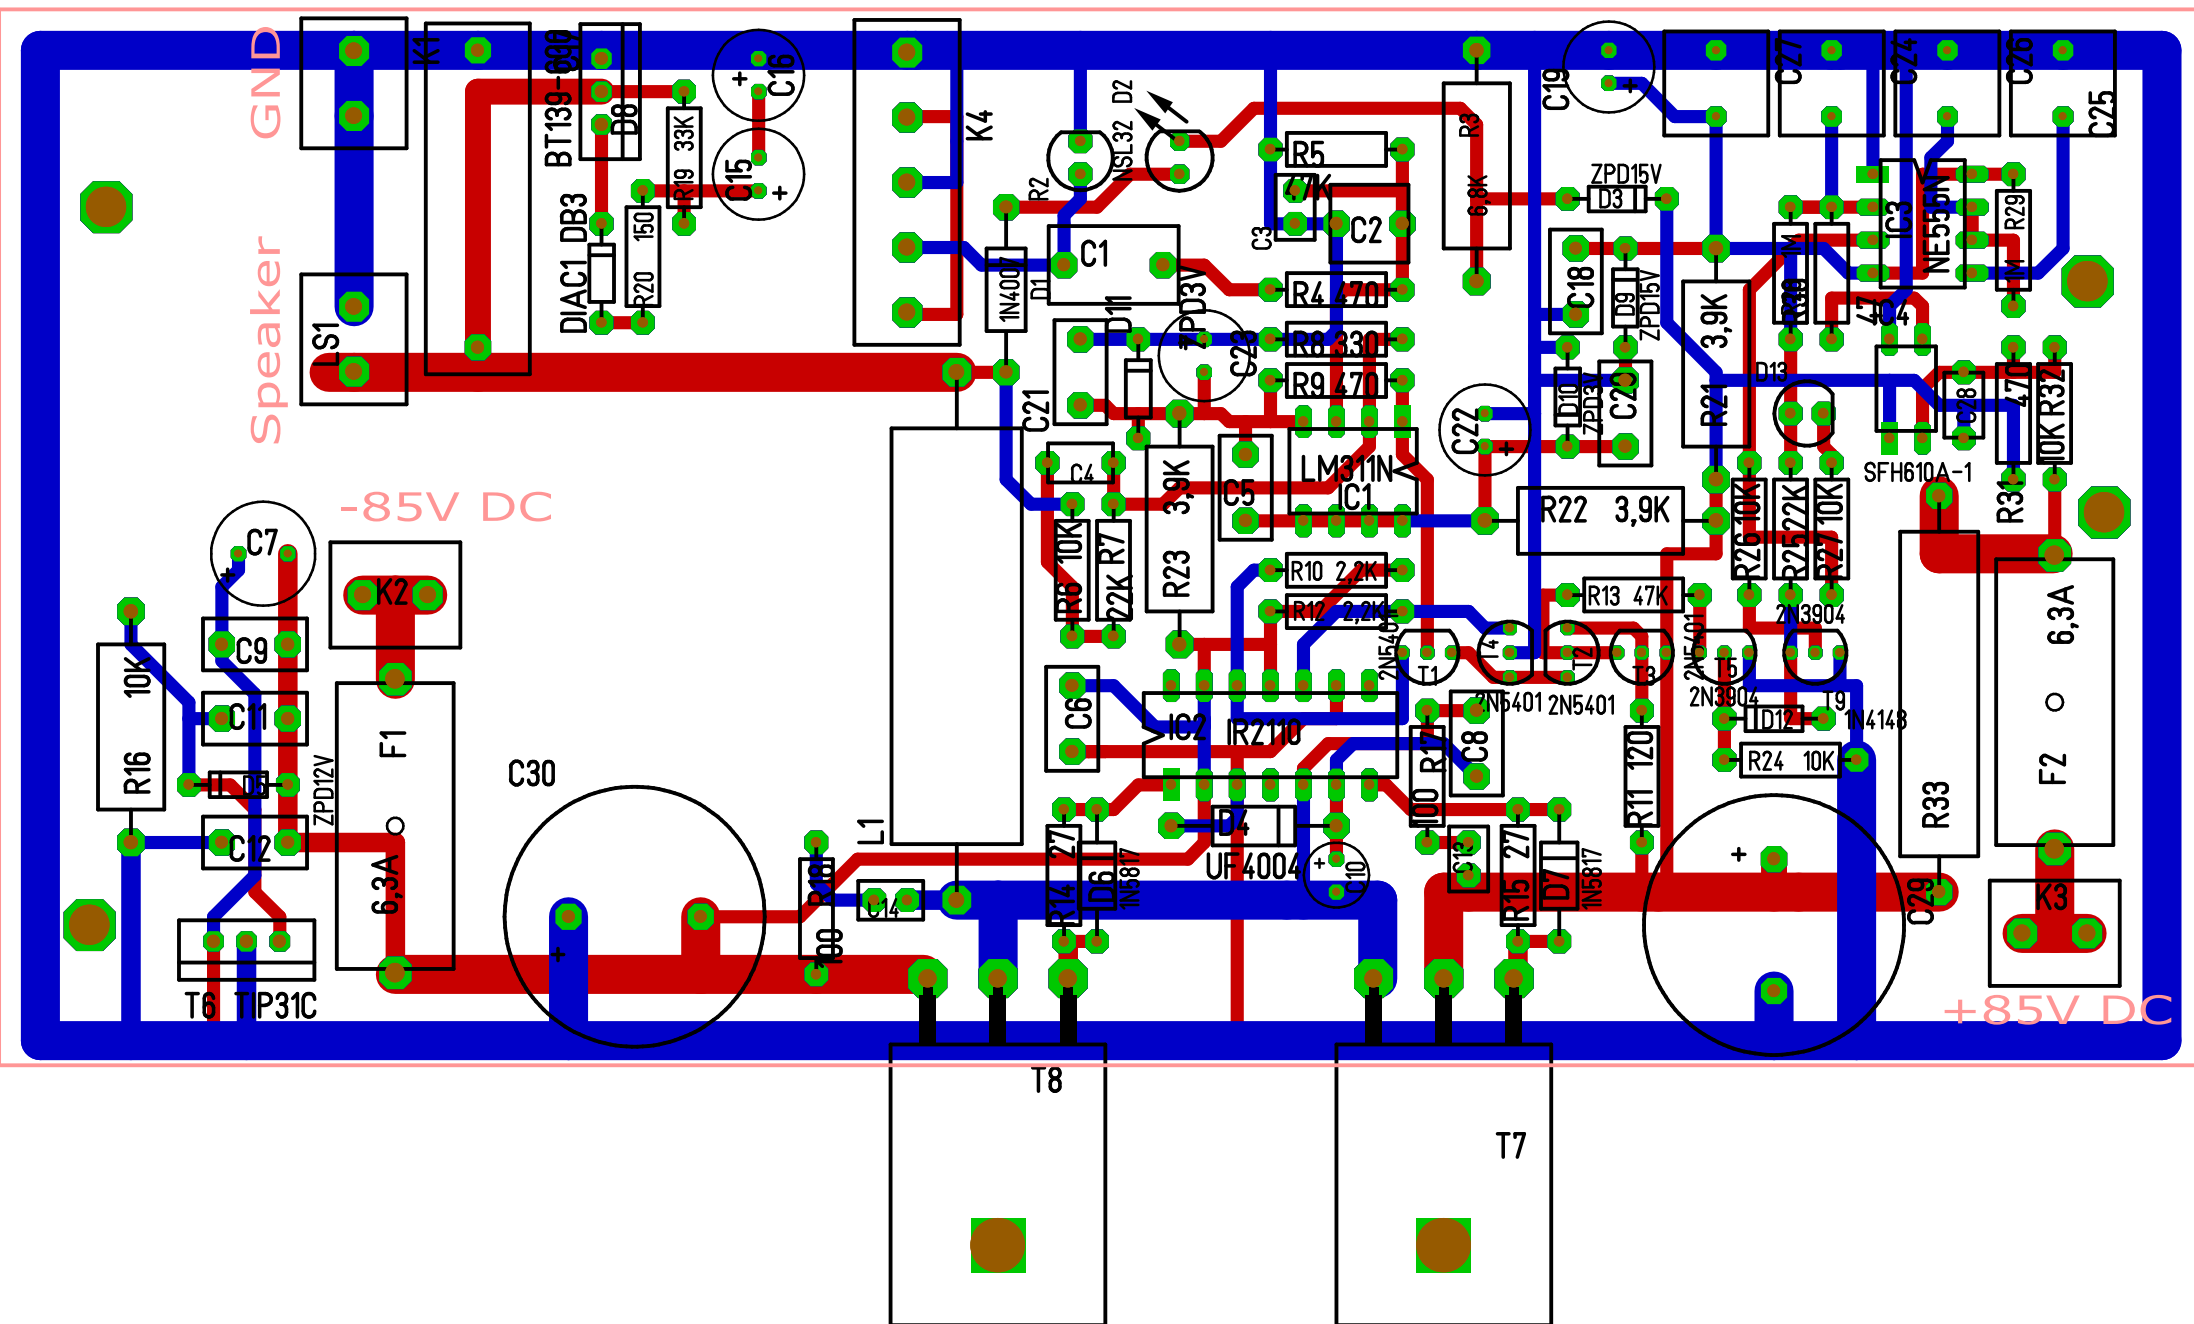 GND
K1
BT139-600
D8
R19 33K
C16
C15
K4
DIAC1 DB3
R20 150
Speaker
LS1
R2
NSL32 D2
D1
1N4007
C1
D11
ZPD3V
C23
C21
C4
R5
47K
C3
C2
R4 470
R8 330
R9 470
R3
6,8K
C19
C27
C24
C26
C25
ZPD15V
D3
C18
D9
ZPD15V
D10
ZPD3V
C20
3,9K
R21
1M
R30
IC3
NE555N
R29
1M
47
D13
C28
470
R31
10K R32
SFH610A-1
C22
LM311N
IC1
C5
R22 3,9K
3,9K
R23
R6 10K
22K R7
R10 2,2K
R12 2,2K
R13 47K
R26 10K
R25 22K
R27 10K
2N3904
2N5401
T1
T4
T2
T3
2N5401
T5
T9
2N5401
2N5401
2N3904
D12
1N4148
R24 10K
-85V DC
C7
K2
C9
10K
R16
C11
D5
ZPD12V
C12
F1
6,3A
T6 TIP31C
C30
L1
C6
IC2
IR2110
R17
100
C8
R11 120
D4
UF4004
C10
C13
R14 27
D6
1N5817
R15 27
D7
1N5817
R18
100
C14
C29
R33
6,3A
F2
K3
+85V DC
T8
T7